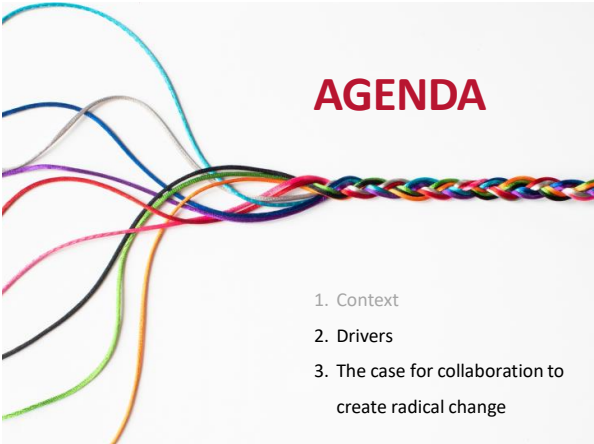 AGENDA
1. Context
2. Drivers
3. The case for collaboration to
create radical change